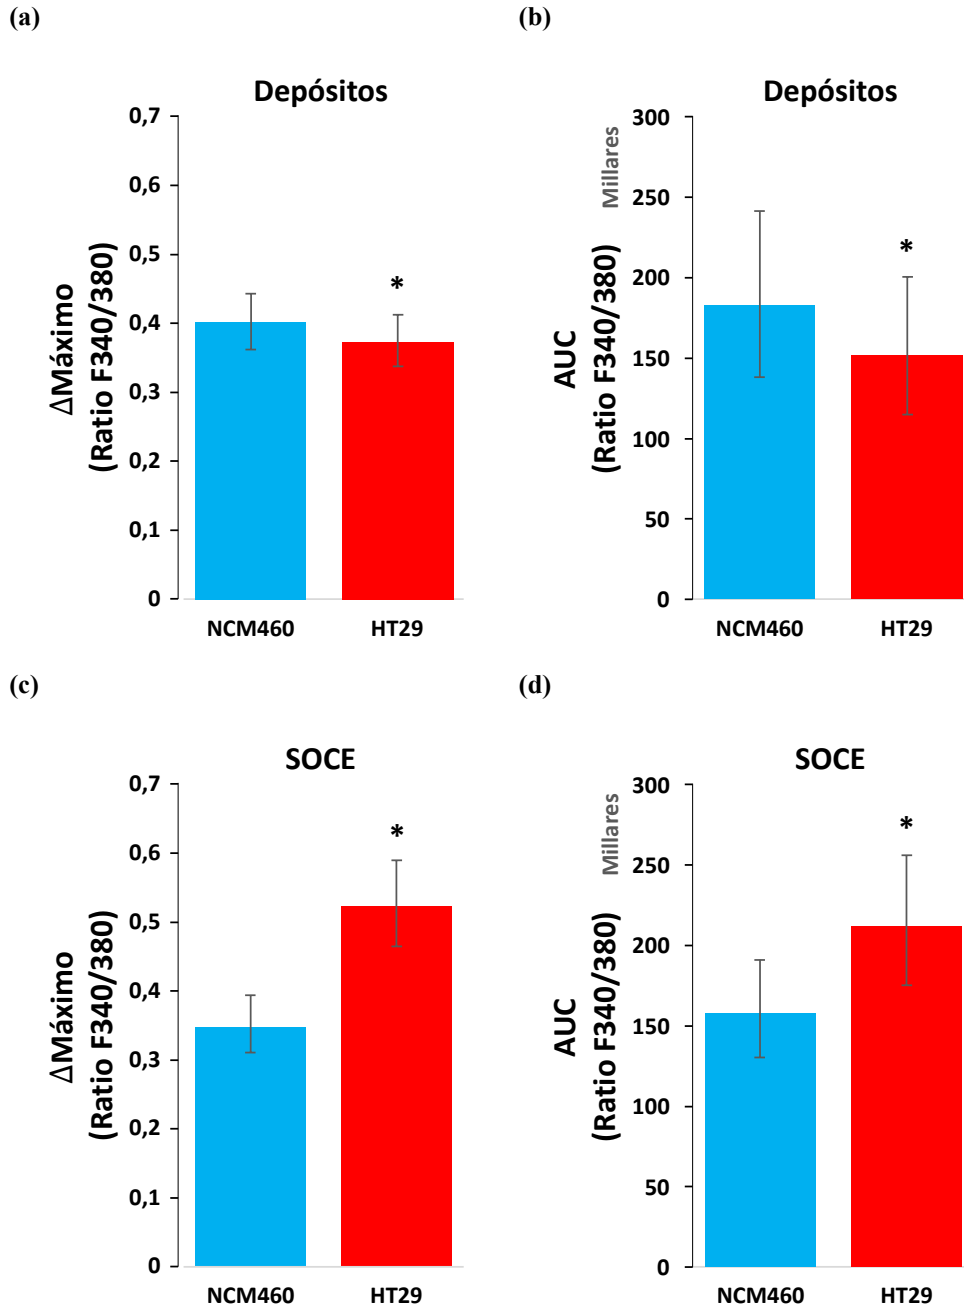 (a)
Depósitos
0,7
0,6
0,5
0,4
0,3
0,2
0,1
0
ΔMáximo
(Ratio F340/380)
*
NCM460 HT29
(b)
Depósitos
300
250
200
150
100
50
0
Millares
AUC
(Ratio F340/380)
*
NCM460 HT29
(c)
SOCE
0,7
0,6
0,5
0,4
0,3
0,2
0,1
0
ΔMáximo
(Ratio F340/380)
*
NCM460 HT29
(d)
SOCE
300
250
200
150
100
50
0
Millares
AUC
(Ratio F340/380)
*
NCM460 HT29